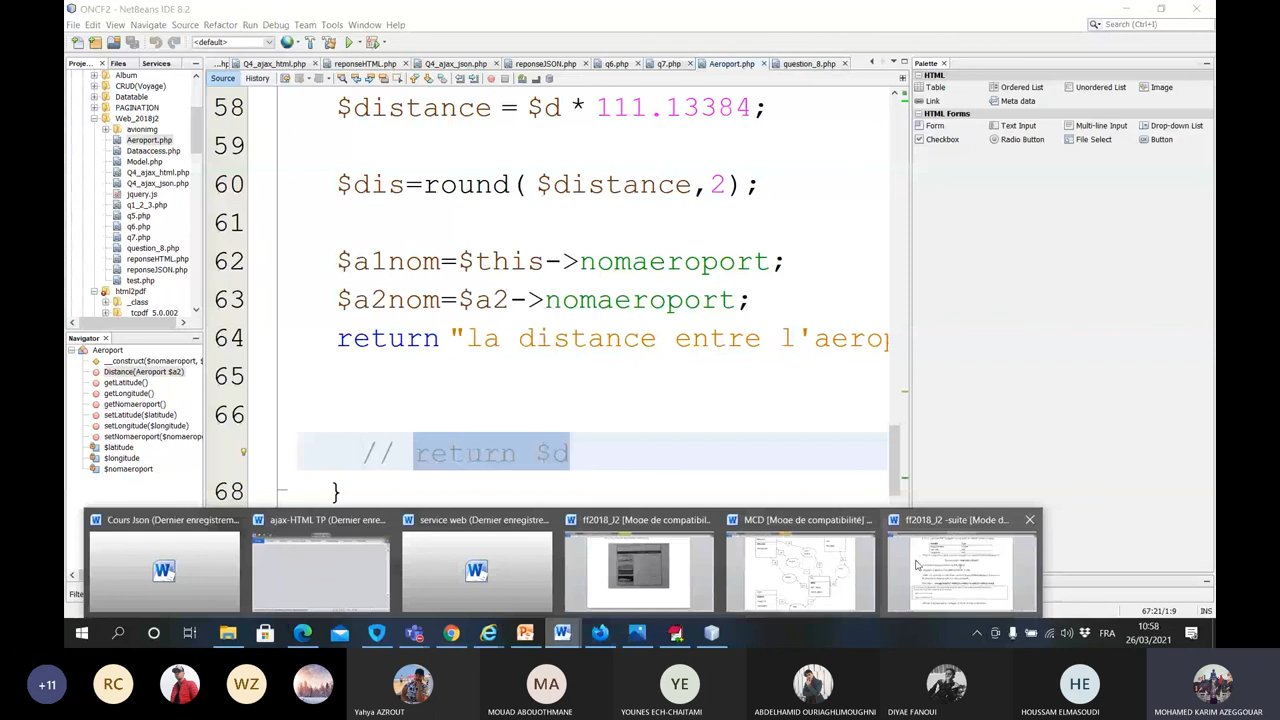 ONCF2 - NetBeans IDE 8.2
File Edit View Navigate Source Refactor Run Debug Team Tools Window Help
Search (Ctrl+I)
<default>
Proje... Files Services
...hp Q4_ajax_html.php reponseHTML.php Q4_ajax_json.php reponseJSON.php q6.php q7.php Aeroport.php question_8.php
Source History
Album
CRUD(Voyage)
Datatable
PAGINATION
Web_2018J2
avionimg
Aeroport.php
Dataaccess.php
Model.php
Q4_ajax_html.php
Q4_ajax_json.php
jquery.js
q1_2_3.php
q5.php
q6.php
q7.php
question_8.php
reponseHTML.php
reponseJSON.php
test.php
html2pdf
_class
_tcpdf_5.0.002
Navigator
Aeroport
__construct($nomaeroport, $
Distance(Aeroport $a2)
getLatitude()
getLongitude()
getNomaeroport()
setLatitude($latitude)
setLongitude($longitude)
setNomaeroport($nomaerop
$latitude
$longitude
$nomaeroport
58 $distance = $d * 111.13384;
59
60 $dis=round( $distance,2);
61
62 $a1nom=$this->nomaeroport;
63 $a2nom=$a2->nomaeroport;
64 return "la distance entre l'aerop
65
66
// return $d
68 }
Palette
HTML
Table Ordered List Unordered List Image
Link Meta data
HTML Forms
Form Text Input Multi-line Input Drop-down List
Checkbox Radio Button File Select Button
Cours Json (Dernier enregistrem...
ajax-HTML TP (Dernier enre...
service web (Dernier enregistre...
ff2018_J2 [Mode de compatibil...
MCD [Mode de compatibilité] ...
ff2018_J2 -suite [Mode d...
67:21/1:9 INS
FRA
10:58
26/03/2021
+11
RC
WZ
Yahya AZROUT
MA
MOUAD ABOUOTHMANE
YE
YOUNES ECH-CHAITAMI
ABDELHAMID OURIAGHLI
DIYAE FANOUI
HE
HOUSSAM ELMASOUDI
MOHAMED KARIM AZEGGOUAR